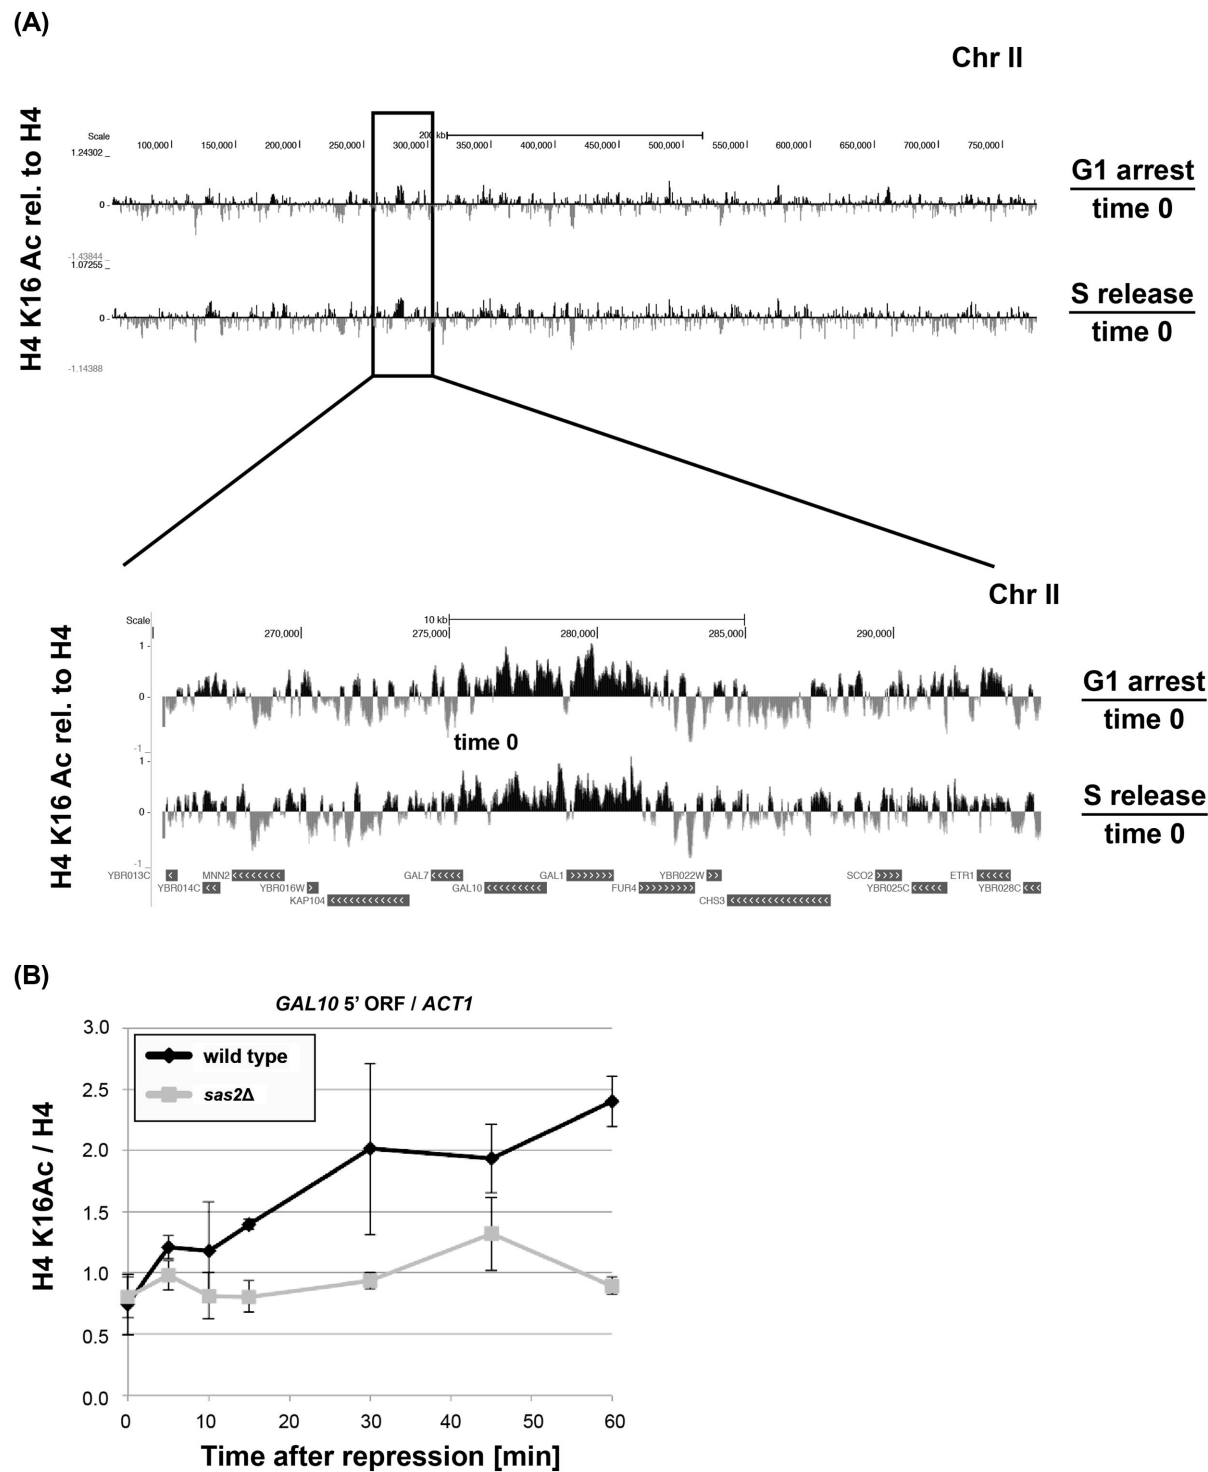 (A)
Chr II
H4 K16 Ac rel. to H4
Scale
200 kb
100,000
150,000
200,000
250,000
300,000
350,000
400,000
450,000
500,000
550,000
600,000
650,000
700,000
750,000
1.24302
0
-1.43844
G1 arrest
time 0
1.07255
0
-1.14388
S release
time 0
Chr II
H4 K16 Ac rel. to H4
Scale
10 kb
270,000
275,000
280,000
285,000
290,000
1
0
-1
G1 arrest
time 0
time 0
1
0
-1
S release
time 0
YBR013C
MNN2
GAL7
GAL1
YBR022W
SCO2
ETR1
YBR014C
YBR016W
GAL10
FUR4
YBR025C
YBR028C
KAP104
CHS3
(B)
GAL10 5' ORF / ACT1
H4 K16Ac / H4
3.0
2.5
2.0
1.5
1.0
0.5
0.0
wild type
sas2Δ
0 10 20 30 40 50 60
Time after repression [min]